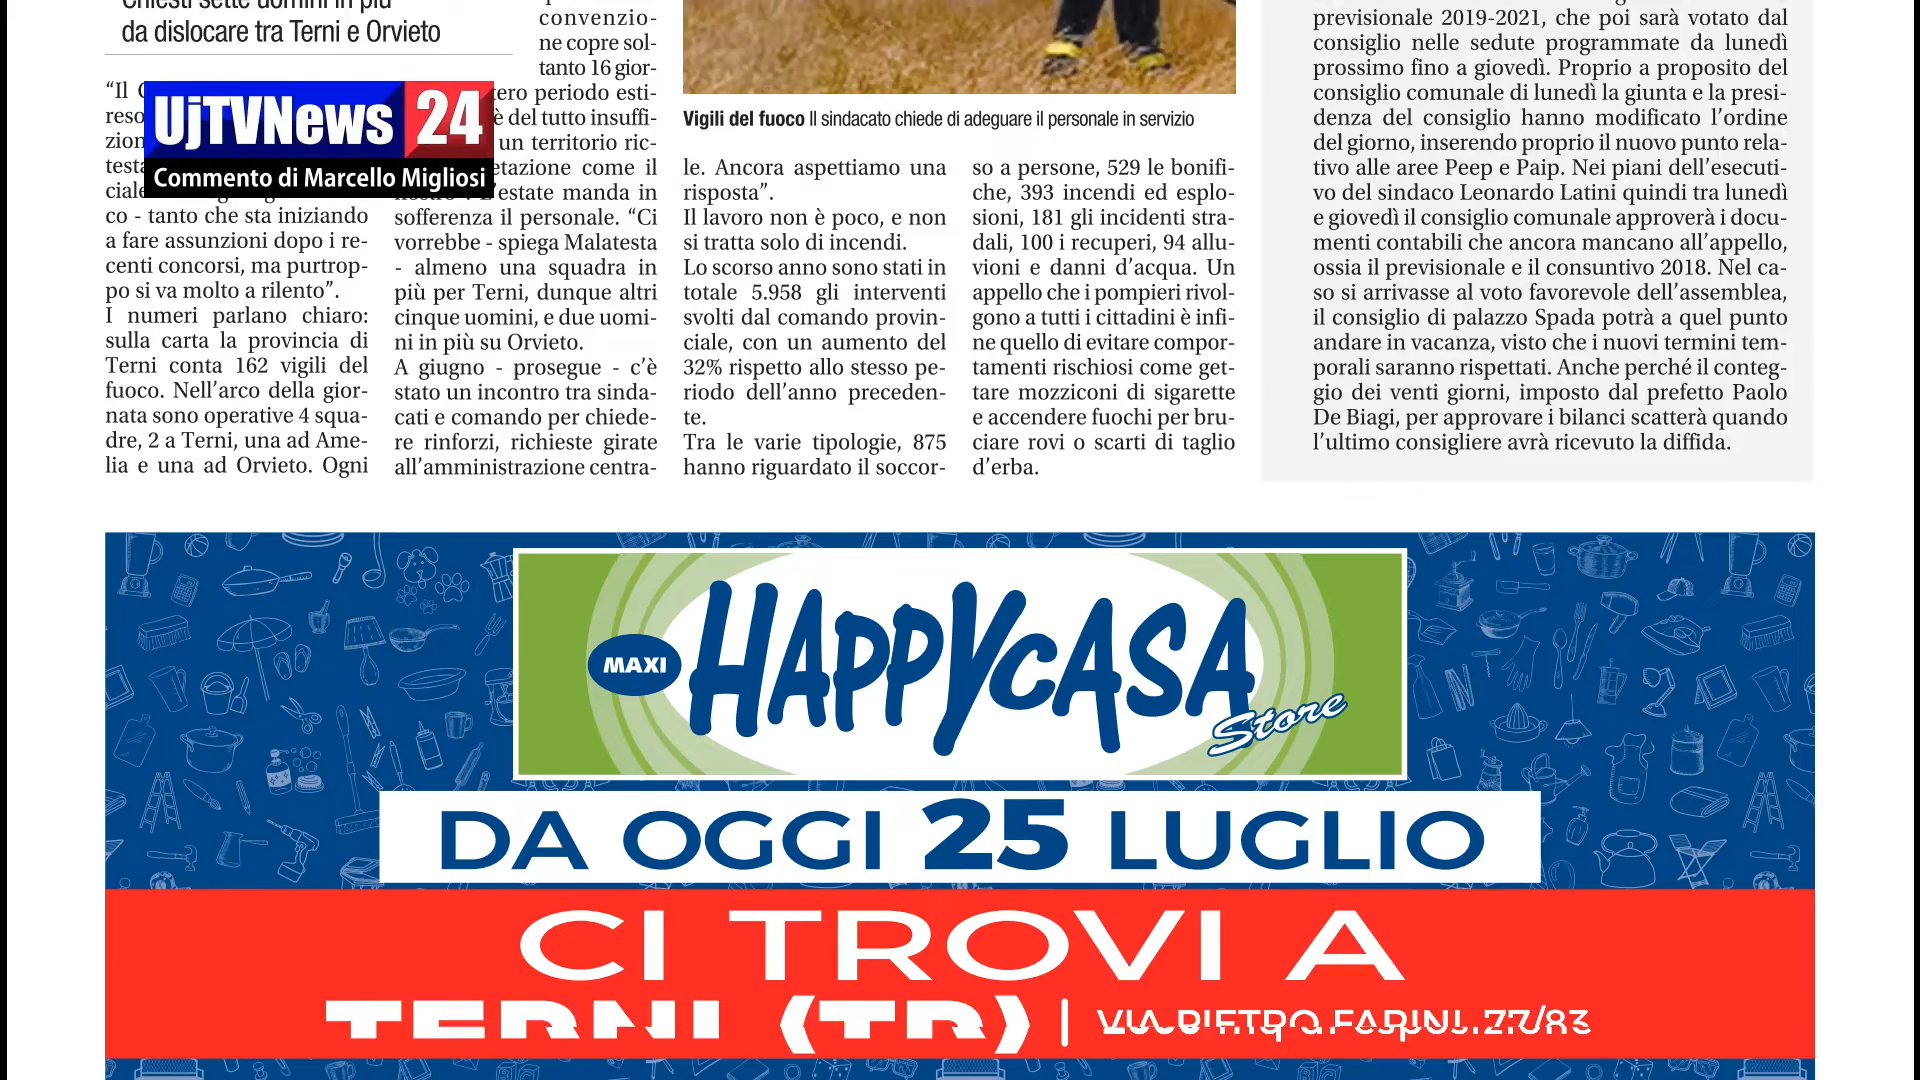 Chiesti sette uomini in più
da dislocare tra Terni e Orvieto
“Il
reso
zion
testa
ciale
co - tanto che sta iniziando
a fare assunzioni dopo i re-
centi concorsi, ma purtrop-
po si va molto a rilento”.
I numeri parlano chiaro:
sulla carta la provincia di
Terni conta 162 vigili del
fuoco. Nell’arco della gior-
nata sono operative 4 squa-
dre, 2 a Terni, una ad Ame-
lia e una ad Orvieto. Ogni
UjTVNews 24
Commento di Marcello Migliosi
convenzio-
ne copre sol-
tanto 16 gior-
tero periodo esti-
è del tutto insuffi-
un territorio ric-
etazione come il
nostro”. L’estate manda in
sofferenza il personale. “Ci
vorrebbe - spiega Malatesta
- almeno una squadra in
più per Terni, dunque altri
cinque uomini, e due uomi-
ni in più su Orvieto.
A giugno - prosegue - c’è
stato un incontro tra sinda-
cati e comando per chiede-
re rinforzi, richieste girate
all’amministrazione centra-
Vigili del fuoco Il sindacato chiede di adeguare il personale in servizio
le. Ancora aspettiamo una
risposta”.
Il lavoro non è poco, e non
si tratta solo di incendi.
Lo scorso anno sono stati in
totale 5.958 gli interventi
svolti dal comando provin-
ciale, con un aumento del
32% rispetto allo stesso pe-
riodo dell’anno preceden-
te.
Tra le varie tipologie, 875
hanno riguardato il soccor-
so a persone, 529 le bonifi-
che, 393 incendi ed esplo-
sioni, 181 gli incidenti stra-
dali, 100 i recuperi, 94 allu-
vioni e danni d’acqua. Un
appello che i pompieri rivol-
gono a tutti i cittadini è infi-
ne quello di evitare compor-
tamenti rischiosi come get-
tare mozziconi di sigarette
e accendere fuochi per bru-
ciare rovi o scarti di taglio
d’erba.
previsionale 2019-2021, che poi sarà votato dal
consiglio nelle sedute programmate da lunedì
prossimo fino a giovedì. Proprio a proposito del
consiglio comunale di lunedì la giunta e la presi-
denza del consiglio hanno modificato l’ordine
del giorno, inserendo proprio il nuovo punto rela-
tivo alle aree Peep e Paip. Nei piani dell’esecuti-
vo del sindaco Leonardo Latini quindi tra lunedì
e giovedì il consiglio comunale approverà i docu-
menti contabili che ancora mancano all’appello,
ossia il previsionale e il consuntivo 2018. Nel ca-
so si arrivasse al voto favorevole dell’assemblea,
il consiglio di palazzo Spada potrà a quel punto
andare in vacanza, visto che i nuovi termini tem-
porali saranno rispettati. Anche perché il conteg-
gio dei venti giorni, imposto dal prefetto Paolo
De Biagi, per approvare i bilanci scatterà quando
l’ultimo consigliere avrà ricevuto la diffida.
MAXI HAPPYCASA
Store
DA OGGI 25 LUGLIO
CI TROVI A
TERNI (TR) | VIA PIETRO FARINI, 77/83